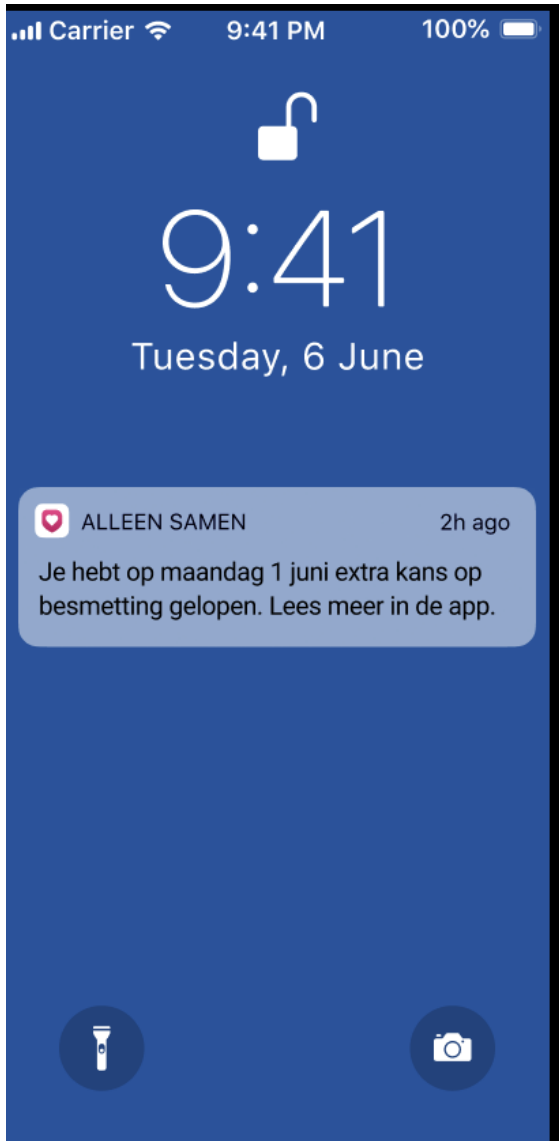 Carrier 9:41 PM 100%
9:41
Tuesday, 6 June
ALLEEN SAMEN 2h ago
Je hebt op maandag 1 juni extra kans op
besmetting gelopen. Lees meer in de app.